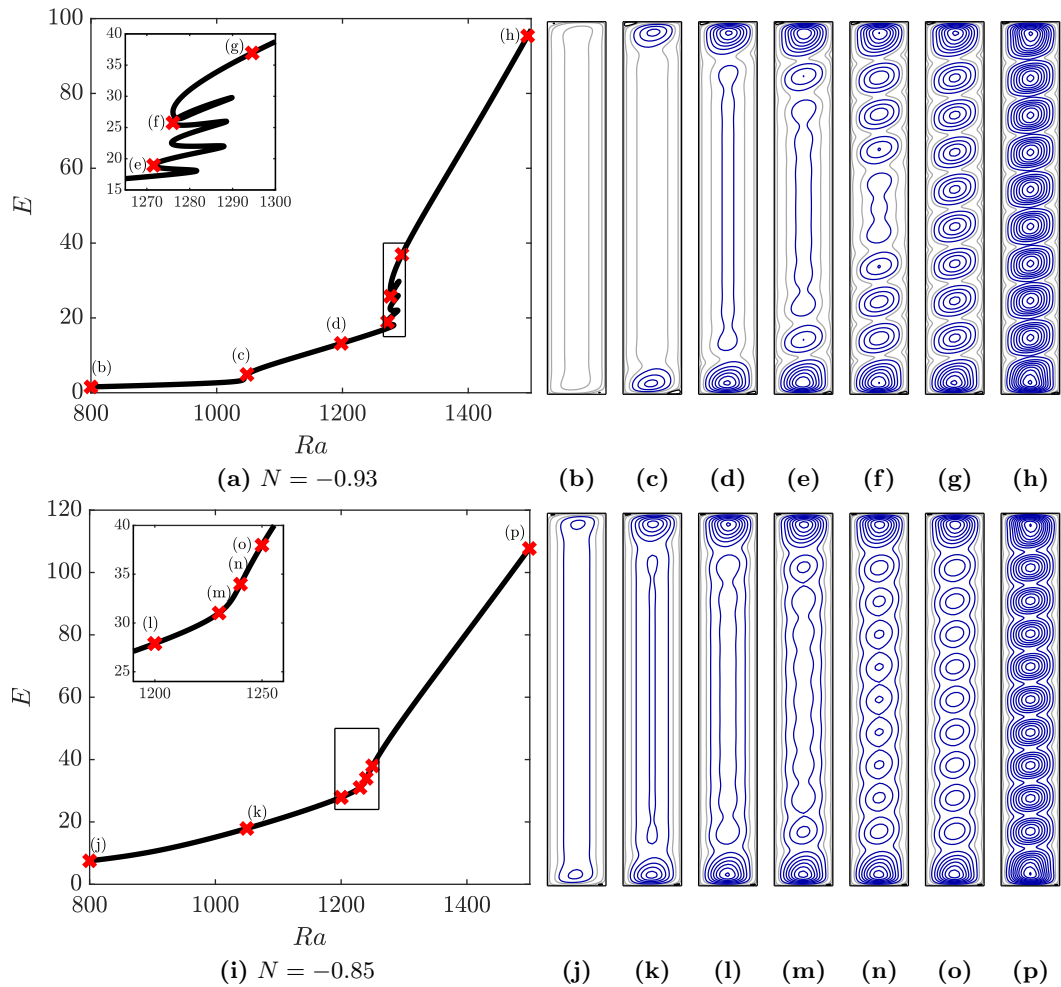 100
80
60
40
20
0
E
800
1000
1200
1400
Ra
(b)
(c)
(d)
(h)
40
35
30
25
20
15
1270
1280
1290
1300
(e)
(f)
(g)
(a) N = −0.93
(b) (c) (d) (e) (f) (g) (h)
120
100
80
60
40
20
0
E
800
1000
1200
1400
Ra
(j)
(k)
(p)
40
35
30
25
1200
1250
(l)
(m)
(n)
(o)
(i) N = −0.85
(j) (k) (l) (m) (n) (o) (p)